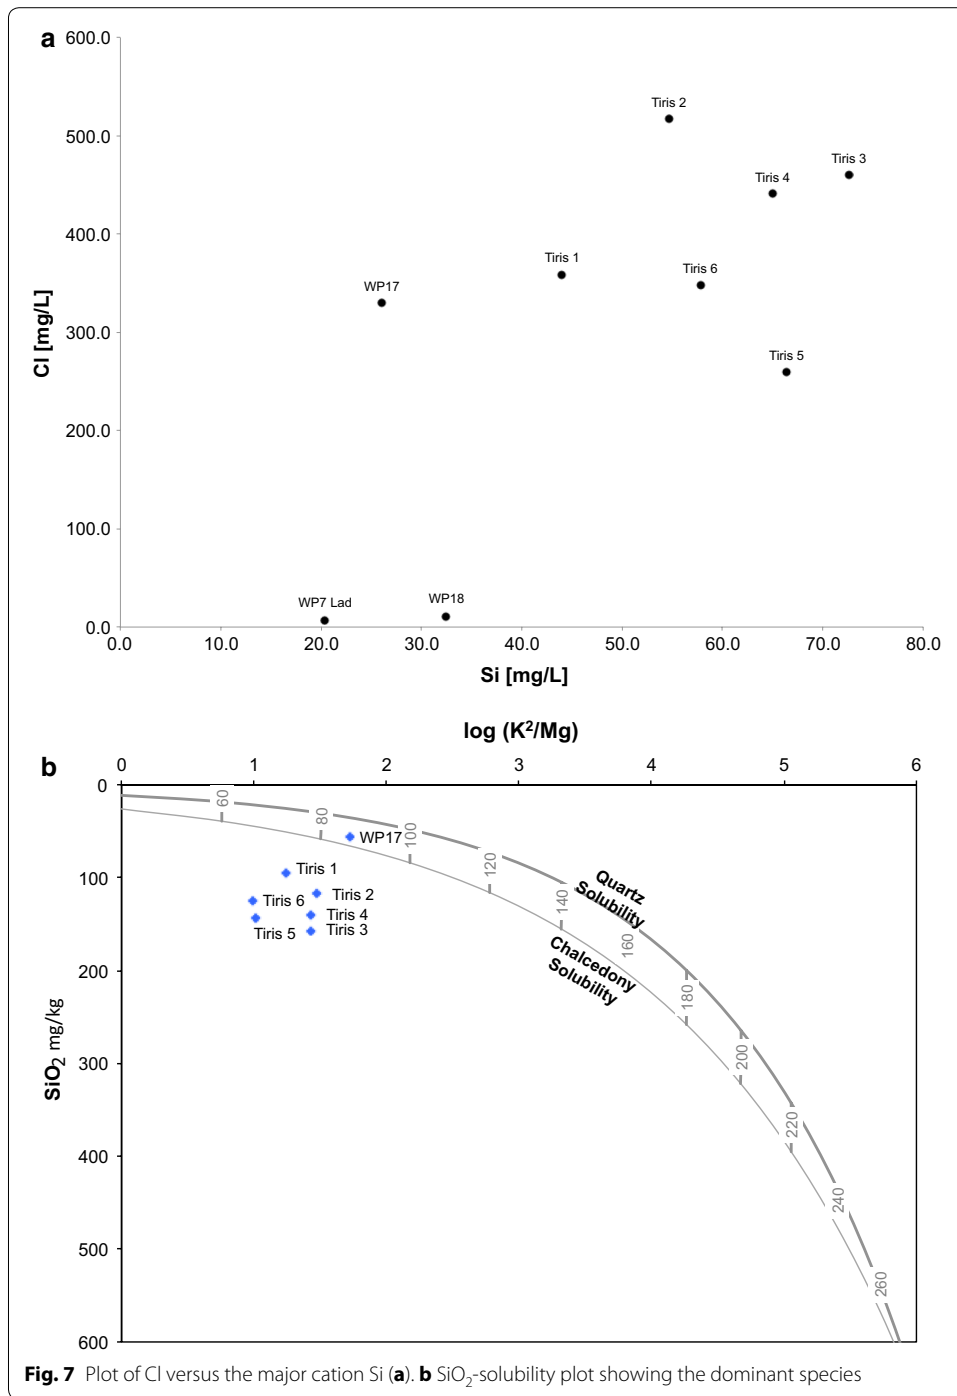 a
600.0
Tiris 2
500.0
Tiris 3
Tiris 4
400.0
Tiris 1
Tiris 6
WP17
300.0
Tiris 5
Cl [mg/L]
200.0
100.0
WP7 Lad
WP18
0.0
0.0 10.0 20.0 30.0 40.0 50.0 60.0 70.0 80.0
Si [mg/L]
log (K²/Mg)
b
0 1 2 3 4 5 6
0
60
80
100
120
140
160
180
200
220
240
260
WP17
Quartz
Solubility
Chalcedony
Solubility
100
Tiris 1
Tiris 6
Tiris 2
Tiris 4
Tiris 5
Tiris 3
200
SiO₂ mg/kg
300
400
500
600
Fig. 7 Plot of Cl versus the major cation Si (a). b SiO₂-solubility plot showing the dominant species